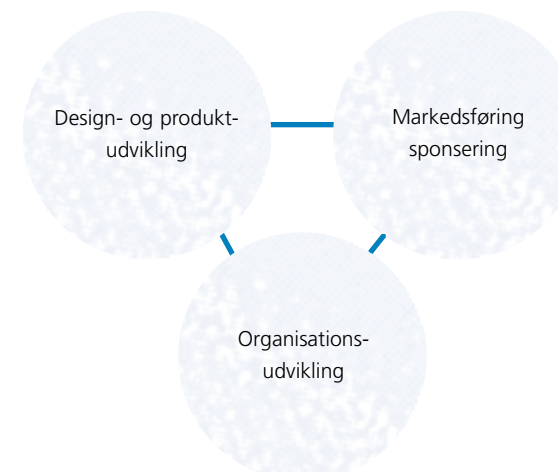 Design- og produkt-
udvikling
Markedsføring
sponsering
Organisations-
udvikling